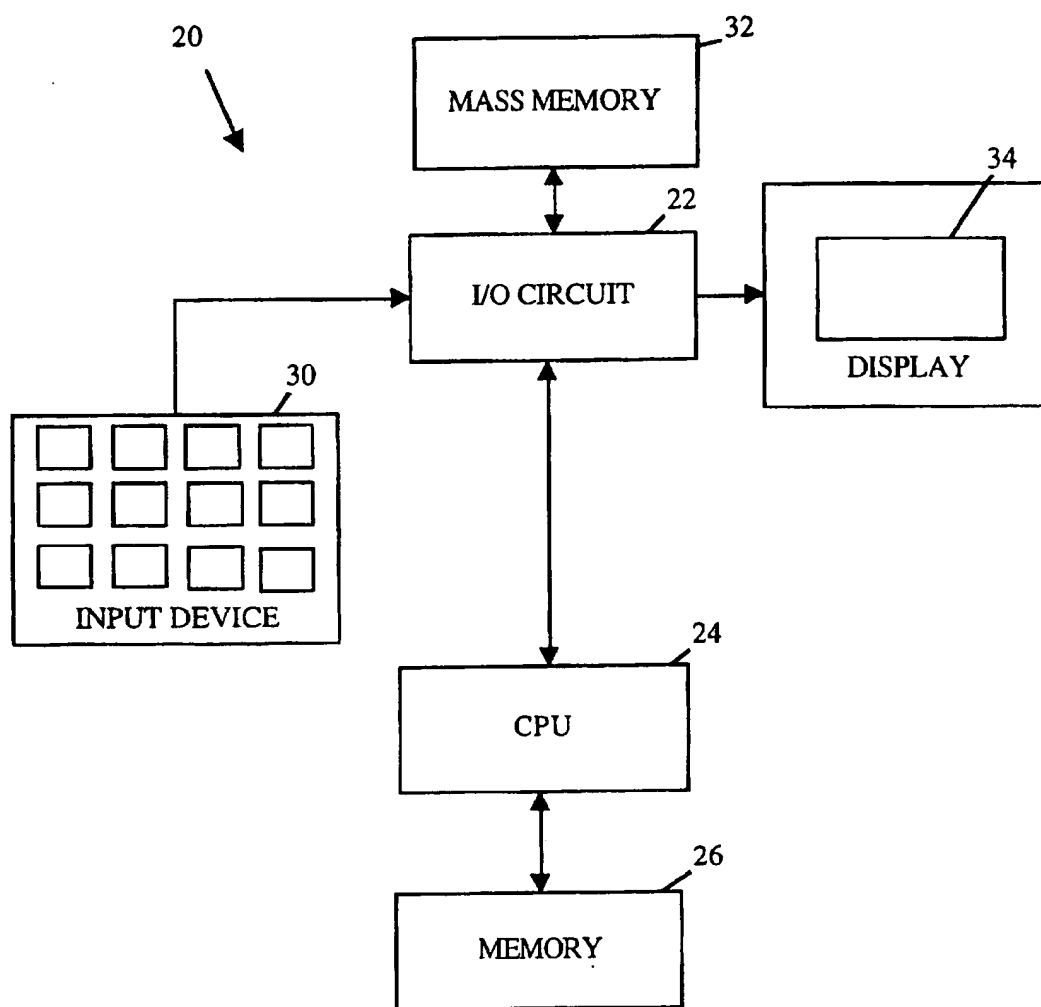 20
32
MASS MEMORY
22
34
I/O CIRCUIT
DISPLAY
30
INPUT DEVICE
24
CPU
26
MEMORY